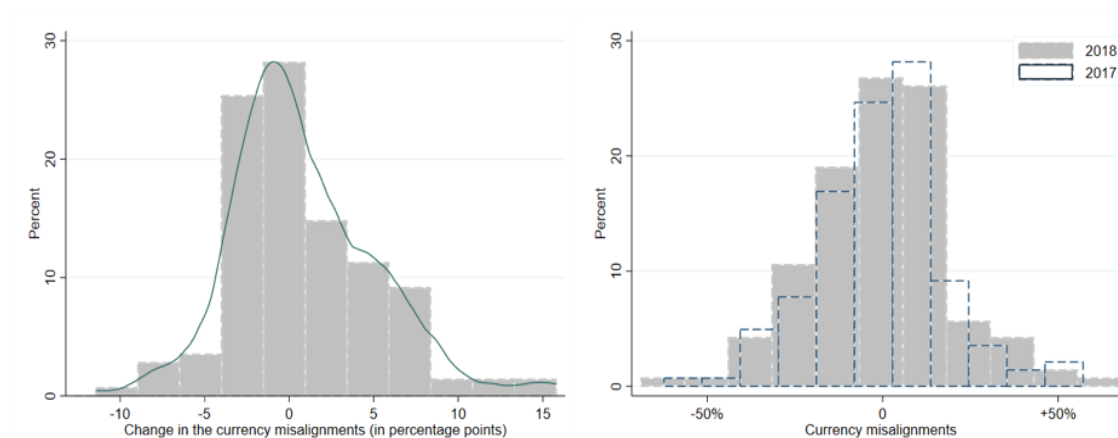 30
20
10
0
Percent
-10 -5 0 5 10 15
Change in the currency misalignments (in percentage points)
30
20
10
0
Percent
2018
2017
-50% 0 +50%
Currency misalignments